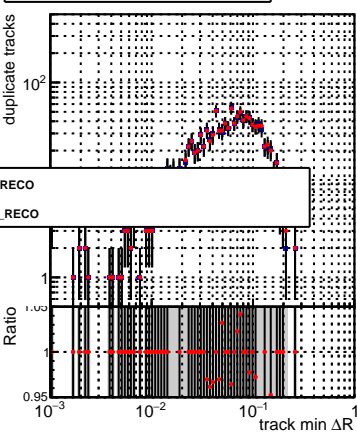 duplicate tracks
10²
RECO
_RECO
1
Ratio
1.05
1
0.95
10⁻³ 10⁻² 10⁻¹ 1
track min ΔR